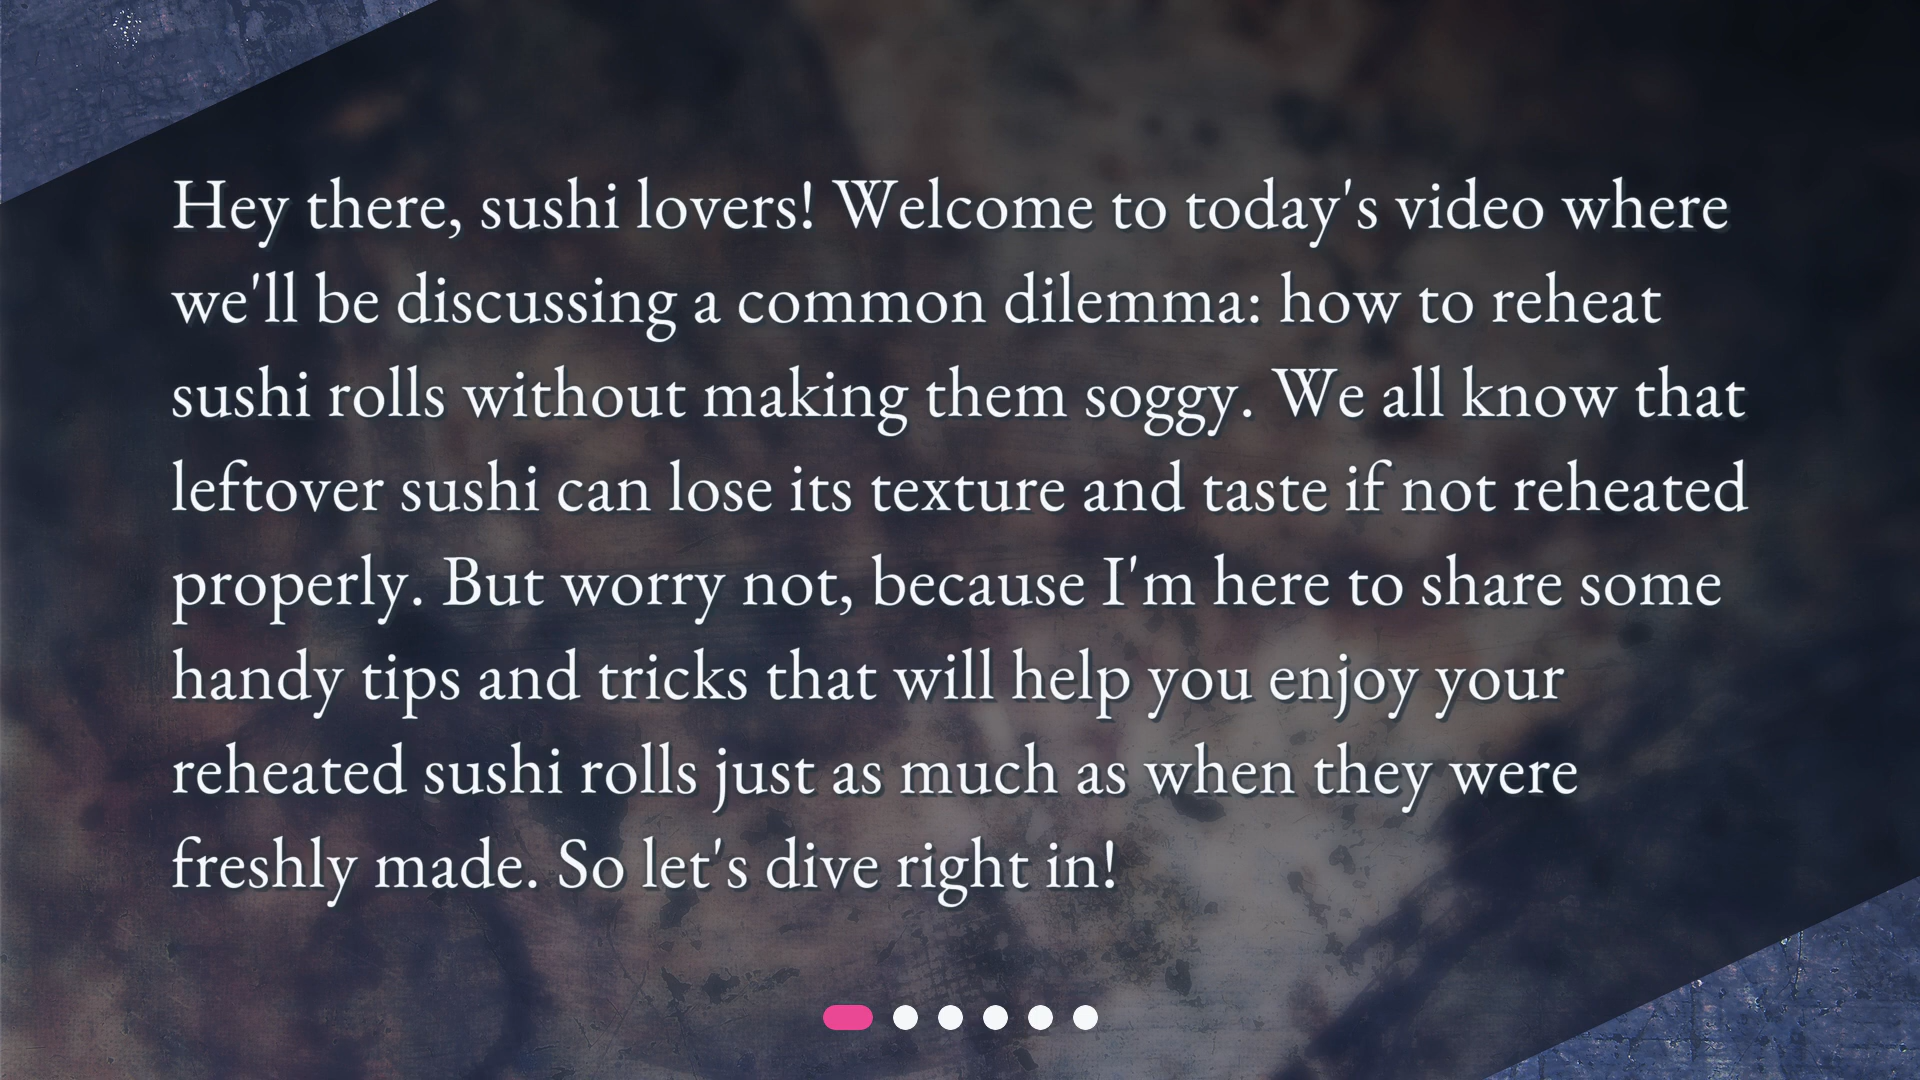 Hey there, sushi lovers! Welcome to today's video where
we'll be discussing a common dilemma: how to reheat
sushi rolls without making them soggy. We all know that
leftover sushi can lose its texture and taste if not reheated
properly. But worry not, because I'm here to share some
handy tips and tricks that will help you enjoy your
reheated sushi rolls just as much as when they were
freshly made. So let's dive right in!